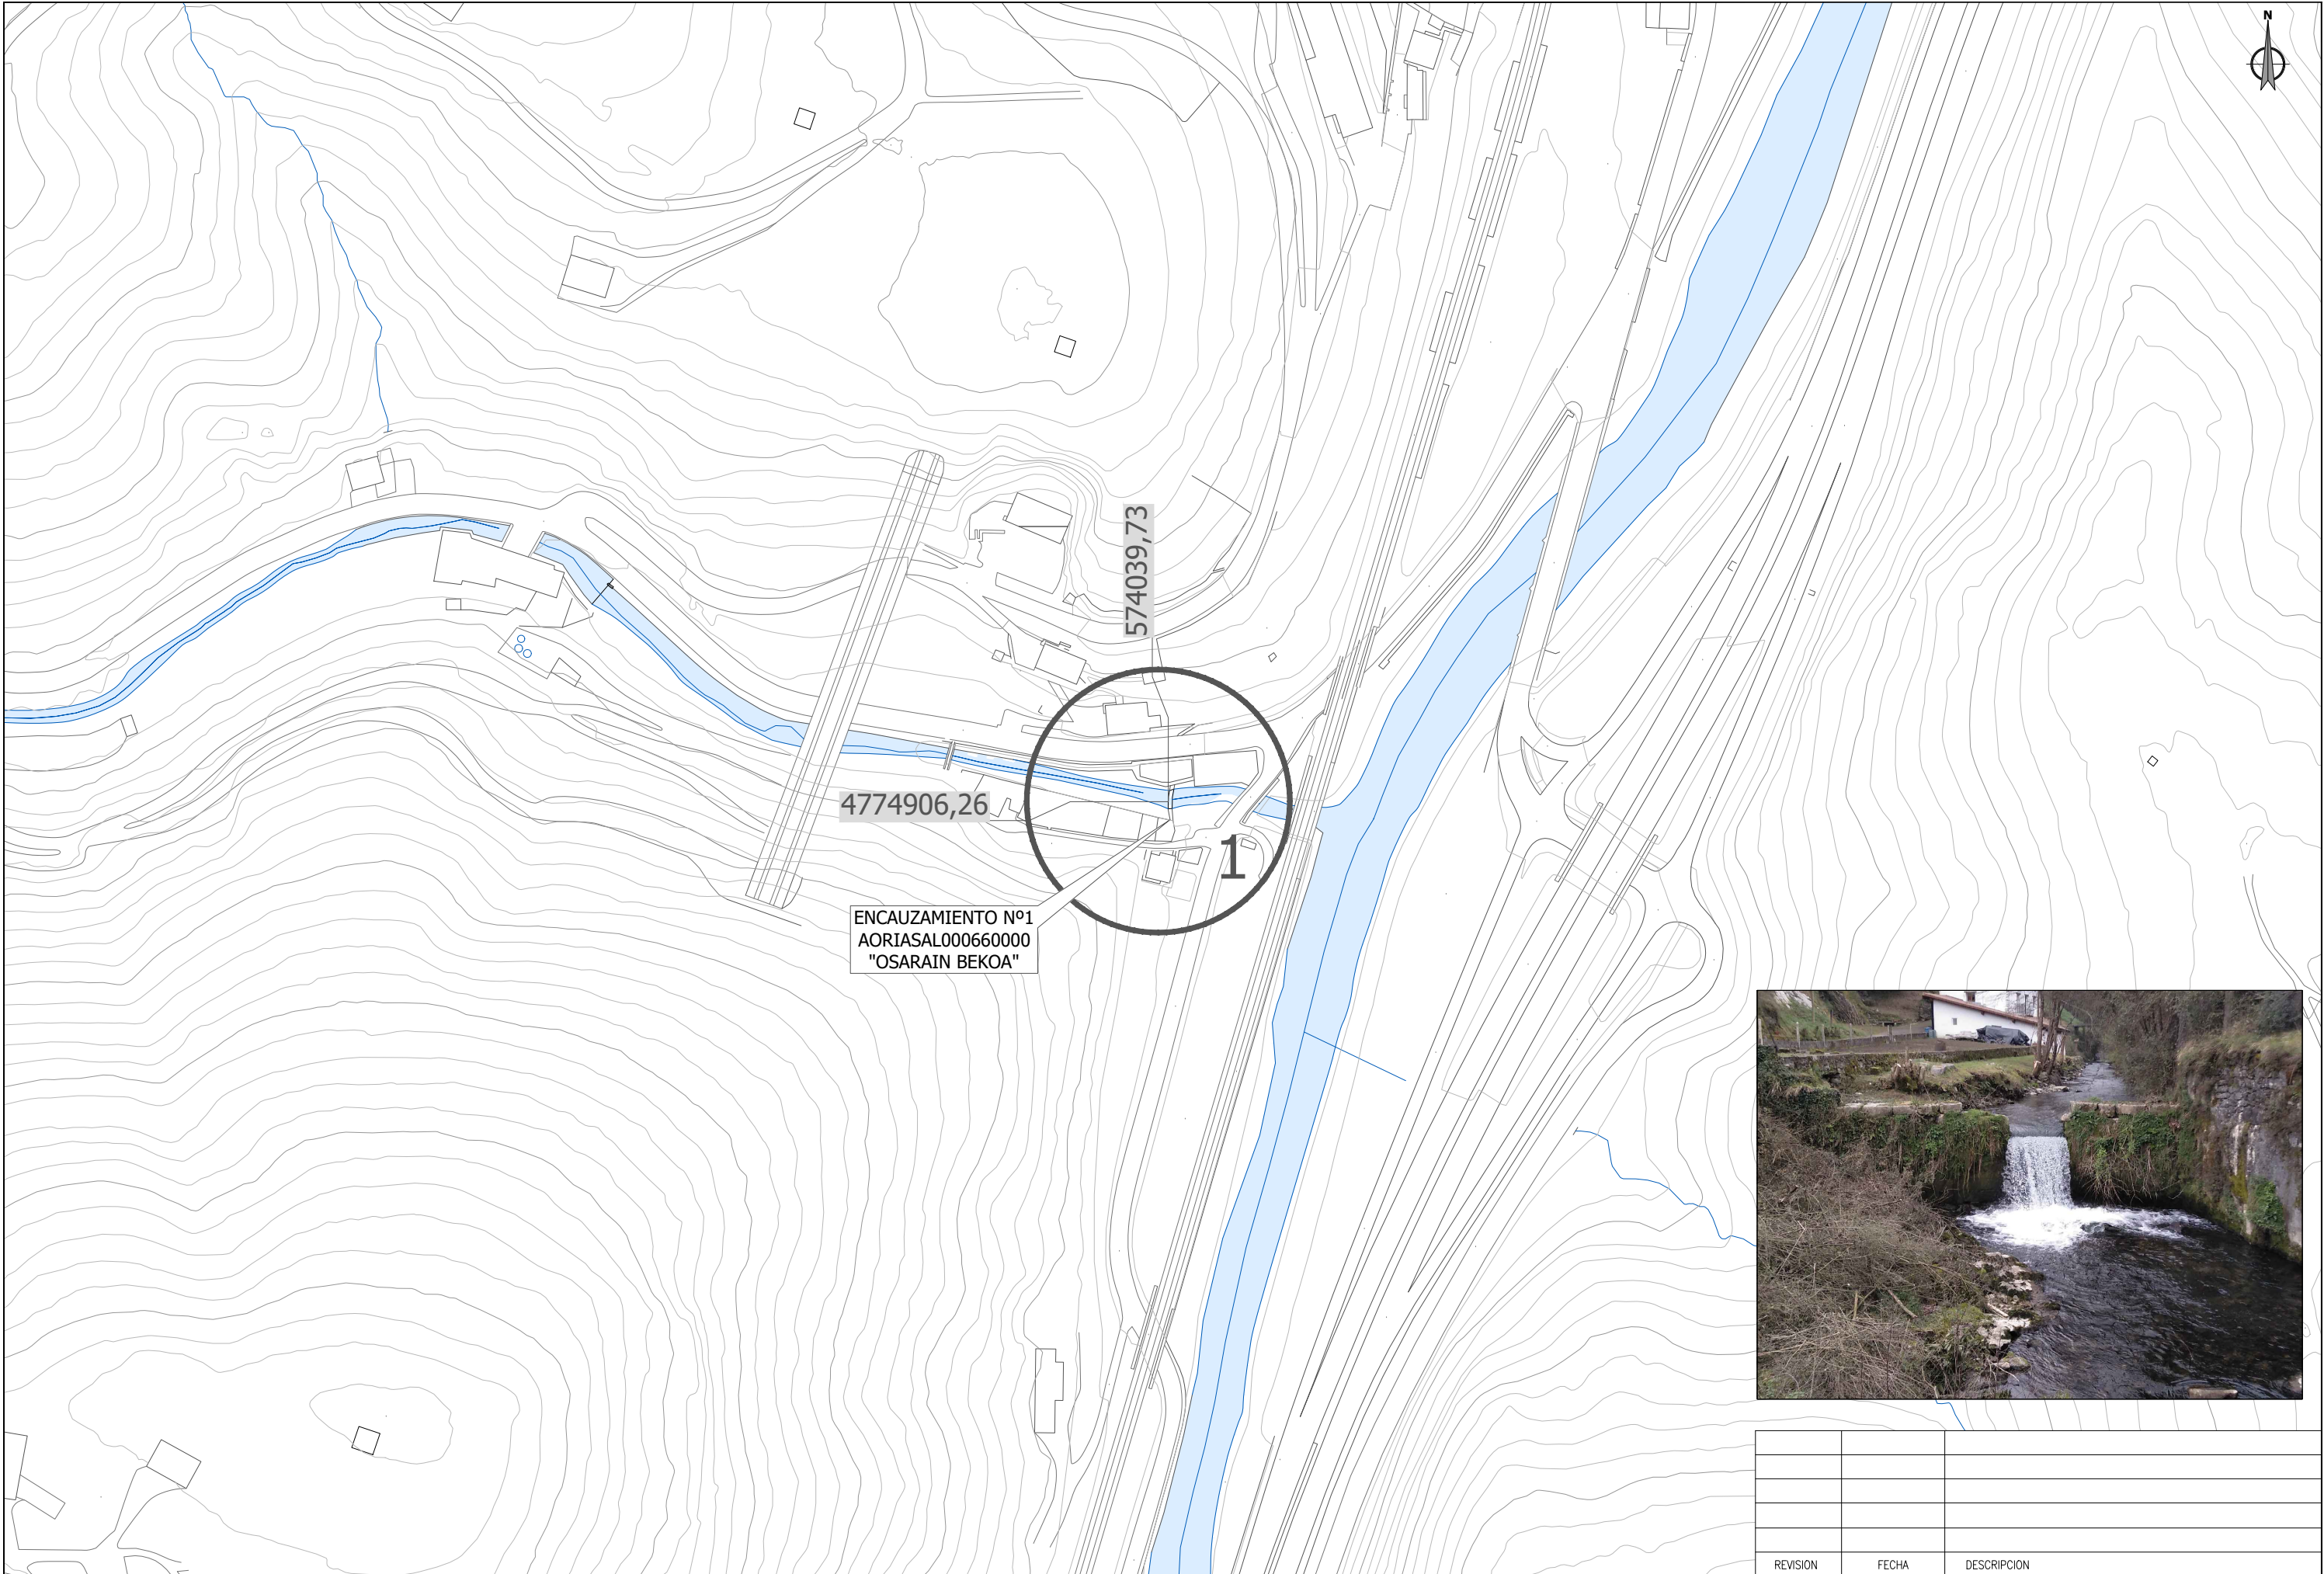 N
574039,73
4774906,26
1
ENCAUZAMIENTO Nº1
AORIASAL000660000
"OSARAIN BEKOA"
REVISION FECHA DESCRIPCION